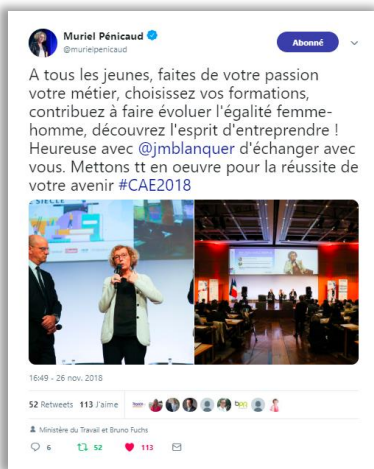 Muriel Pénicaud
@murielpenicaud
Abonné
A tous les jeunes, faites de votre passion
votre métier, choisissez vos formations,
contribuez à faire évoluer l'égalité femme-
homme, découvrez l'esprit d'entreprendre !
Heureuse avec @jmblanquer d'échanger avec
vous. Mettons tt en oeuvre pour la réussite de
votre avenir #CAE2018
SIECLE
16:49 - 26 nov. 2018
52 Retweets 113 J'aime
Ministère du Travail et Bruno Fuchs
6 52 113